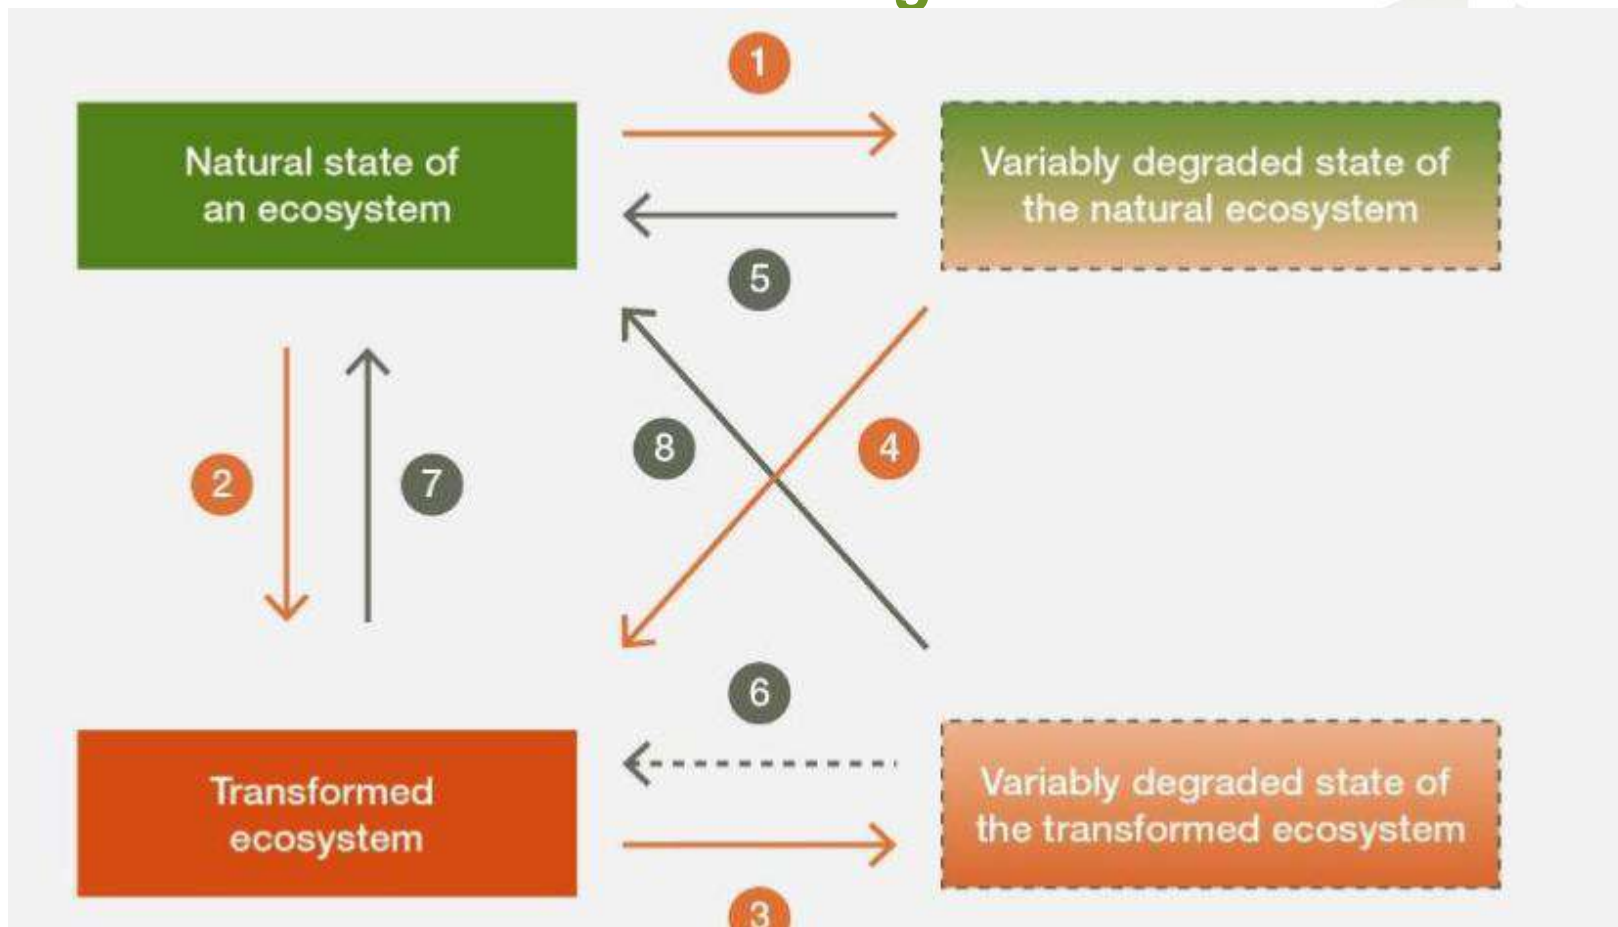 1
Natural state of
an ecosystem
Variably degraded state of
the natural ecosystem
5
8
4
2
7
6
Transformed
ecosystem
Variably degraded state of
the transformed ecosystem
3